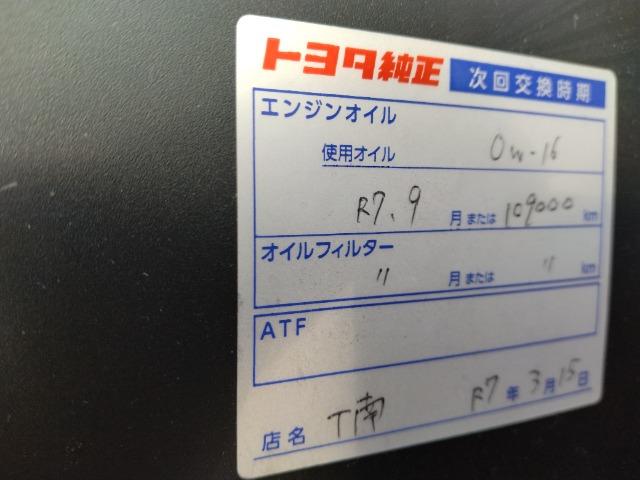 トヨタ純正 次回交換時期
エンジンオイル
使用オイル 0w-16
R7.9 月または 109000 km
オイルフィルター
〃 月または 〃 km
ATF
R7 年 3 月 15 日
店名 T南